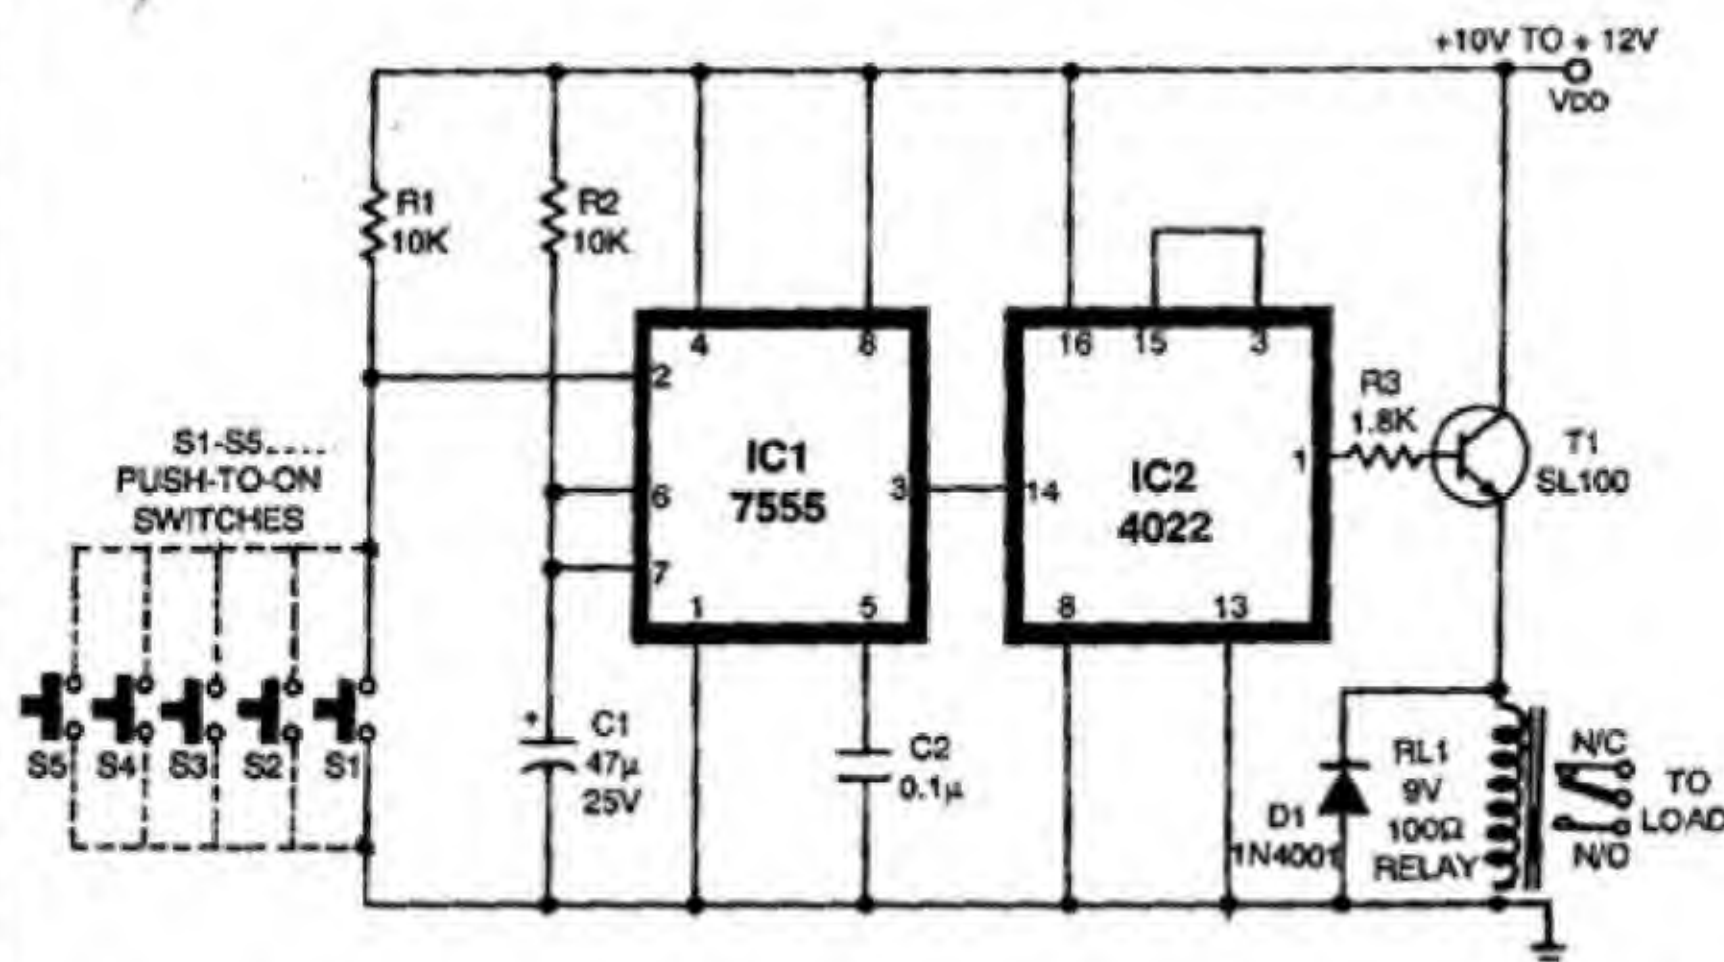 +10V TO + 12V
VDD
R1
10K
R2
10K
4
8
16
15
3
2
R3
1.8K
S1-S5....
PUSH-TO-ON
SWITCHES
IC1
7555
6
3
14
IC2
4022
1
T1
SL100
7
1
5
8
13
S5
S4
S3
S2
S1
+
C1
47µ
25V
C2
0.1µ
D1
1N4001
RL1
9V
100Ω
RELAY
N/C
N/O
TO
LOAD